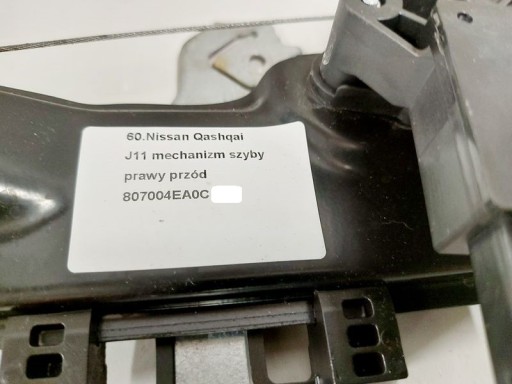 60.Nissan Qashqai
J11 mechanizm szyby
prawy przód
807004EA0C